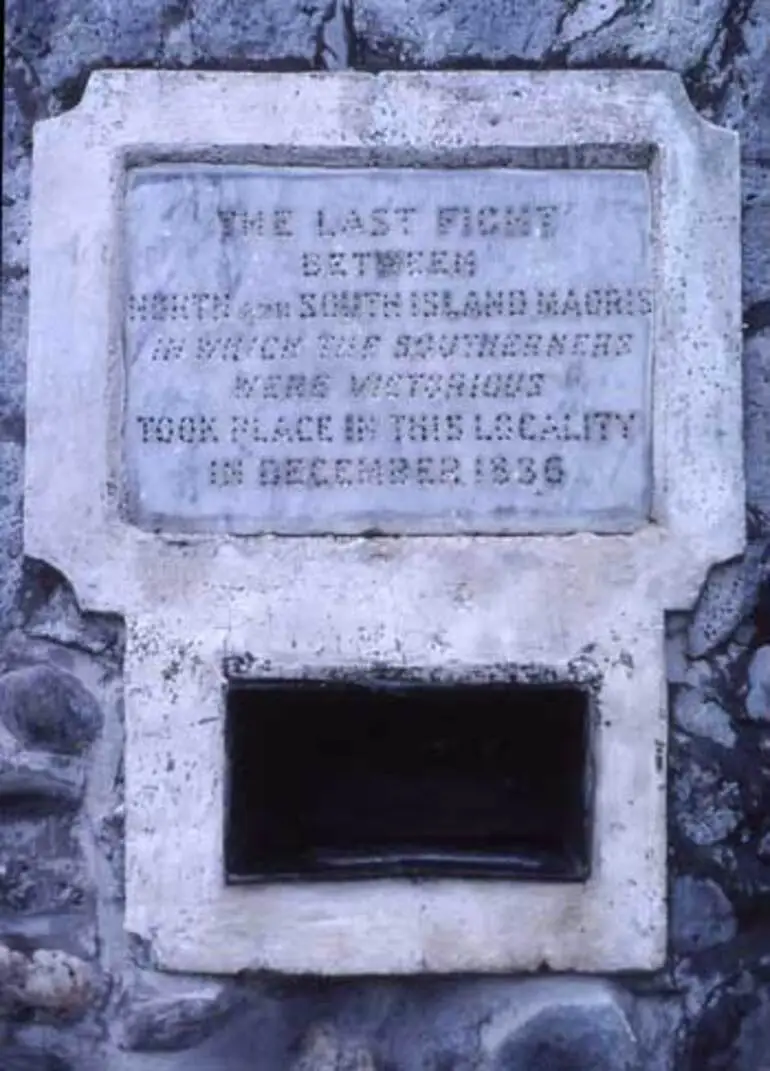 THE LAST FIGHT
BETWEEN
NORTH AND SOUTH ISLAND MAORIS
IN WHICH THE SOUTHERNERS
WERE VICTORIOUS
TOOK PLACE IN THIS LOCALITY
IN DECEMBER 1836